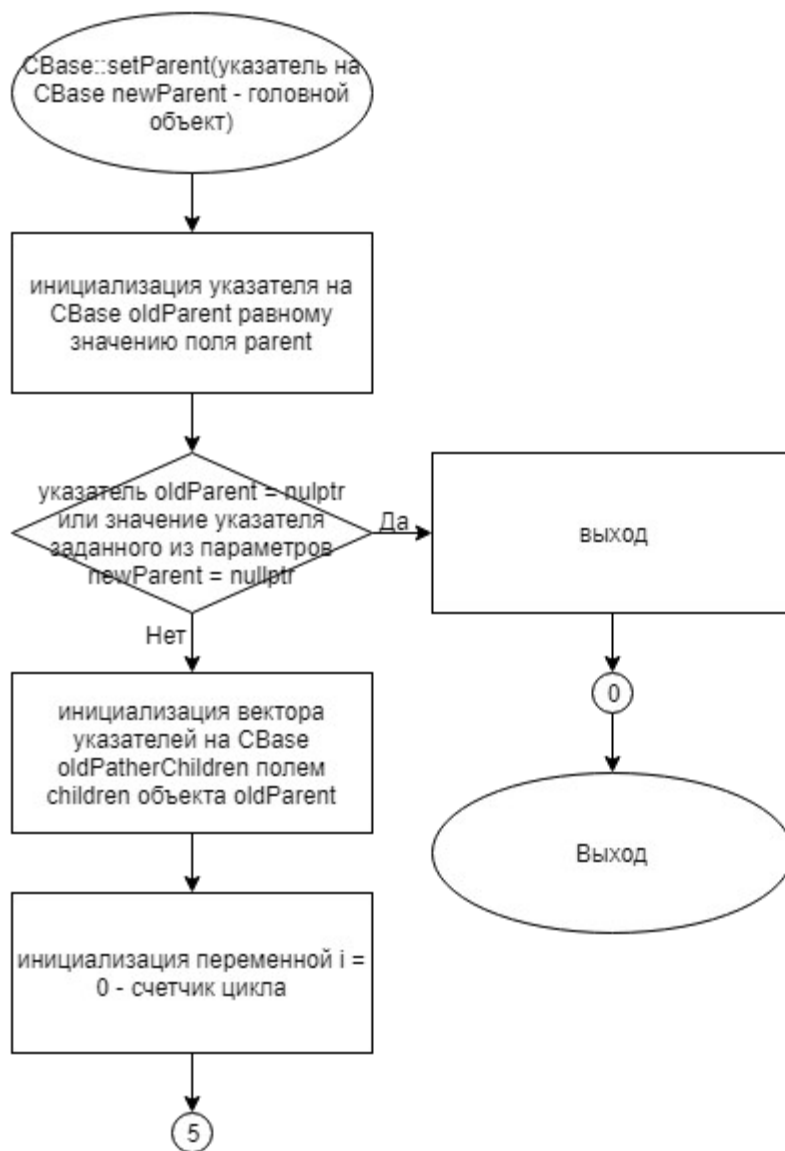 CBase::setParent(указатель на
CBase newParent - головной
объект)
инициализация указателя на
CBase oldParent равному
значению поля parent
указатель oldParent = nulptr
или значение указателя
заданного из параметров
newParent = nullptr
Да
выход
Нет
0
инициализация вектора
указателей на CBase
oldPatherChildren полем
children объекта oldParent
Выход
инициализация переменной i =
0 - счетчик цикла
5